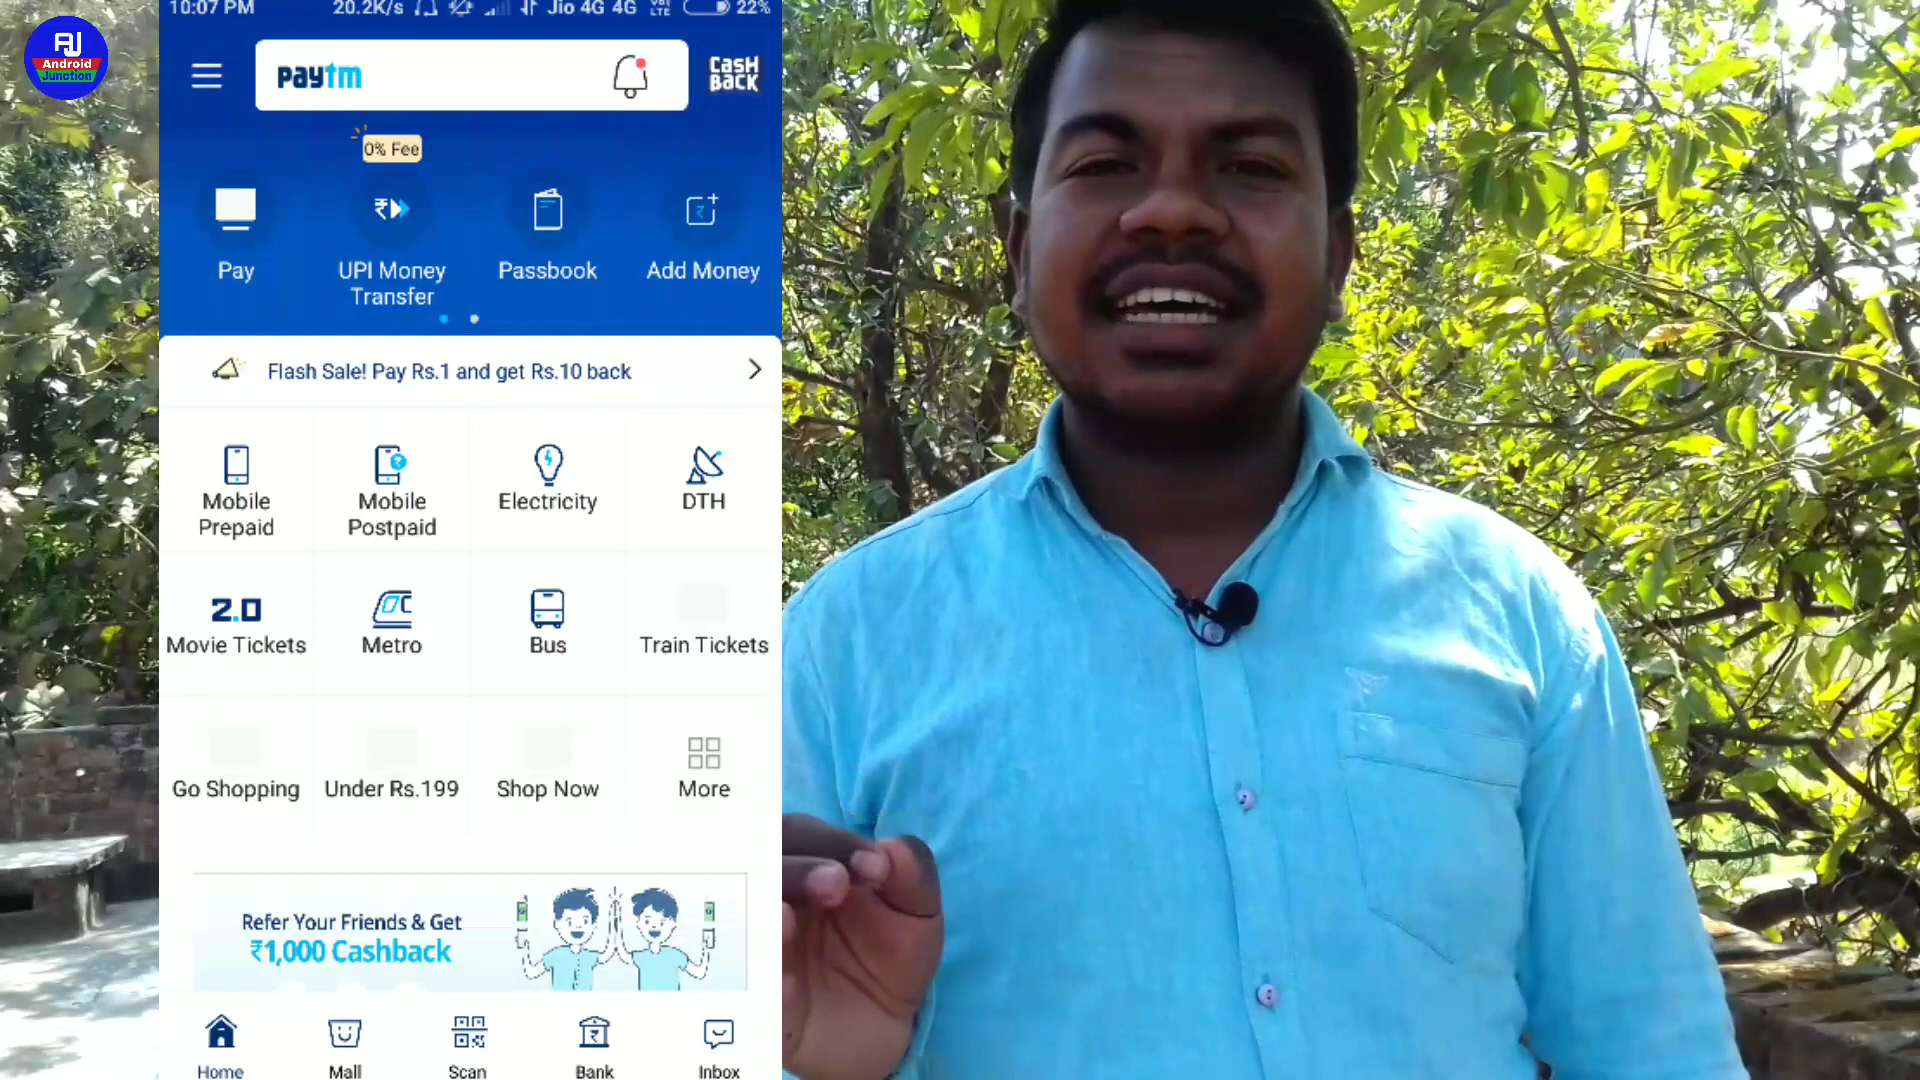 AJ
Android
Junction
10:07 PM
20.2K/s
Jio 4G 4G
VoLTE
22%
paytm
CASH
BACK
0% Fee
Pay
UPI Money
Transfer
Passbook
Add Money
Flash Sale! Pay Rs.1 and get Rs.10 back
Mobile
Prepaid
Mobile
Postpaid
Electricity
DTH
2.0
Movie Tickets
Metro
Bus
Train Tickets
Go Shopping
Under Rs.199
Shop Now
More
Refer Your Friends & Get
₹1,000 Cashback
Home
Mall
Scan
Bank
Inbox